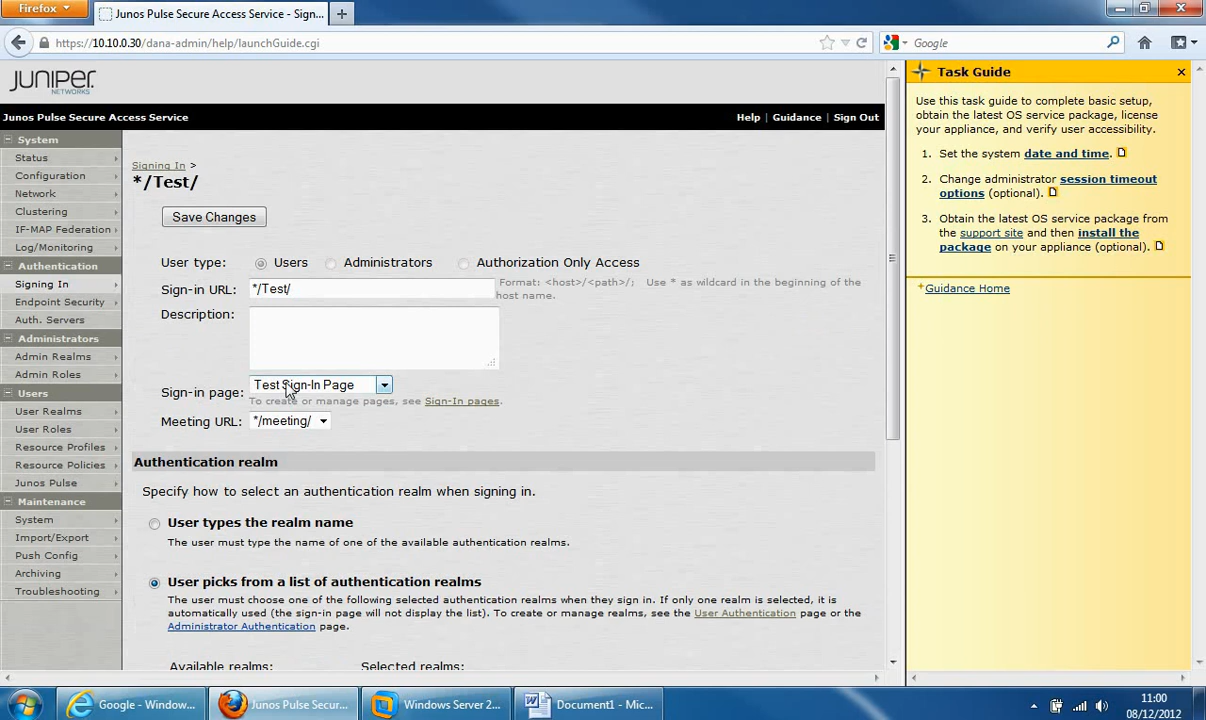 Firefox
Junos Pulse Secure Access Service - Sign...
https://10.10.0.30/dana-admin/help/launchGuide.cgi
Google
JUNIPER
NETWORKS
Junos Pulse Secure Access Service
Help | Guidance | Sign Out
System
Status
Configuration
Network
Clustering
IF-MAP Federation
Log/Monitoring
Authentication
Signing In
Endpoint Security
Auth. Servers
Administrators
Admin Realms
Admin Roles
Users
User Realms
User Roles
Resource Profiles
Resource Policies
Junos Pulse
Maintenance
System
Import/Export
Push Config
Archiving
Troubleshooting
Signing In >
*/Test/
Save Changes
User type: Users Administrators Authorization Only Access
Sign-in URL: */Test/ Format: <host>/<path>/; Use * as wildcard in the beginning of the
host name.
Description:
Sign-in page: Test Sign-In Page
To create or manage pages, see Sign-In pages.
Meeting URL: */meeting/
Authentication realm
Specify how to select an authentication realm when signing in.
User types the realm name
The user must type the name of one of the available authentication realms.
User picks from a list of authentication realms
The user must choose one of the following selected authentication realms when they sign in. If only one realm is selected, it is
automatically used (the sign-in page will not display the list). To create or manage realms, see the User Authentication page or the
Administrator Authentication page.
Available realms: Selected realms:
Task Guide
Use this task guide to complete basic setup,
obtain the latest OS service package, license
your appliance, and verify user accessibility.
1. Set the system date and time.
2. Change administrator session timeout
options (optional).
3. Obtain the latest OS service package from
the support site and then install the
package on your appliance (optional).
Guidance Home
Google - Window...
Junos Pulse Secur...
Windows Server 2...
Document1 - Mic...
11:00
08/12/2012